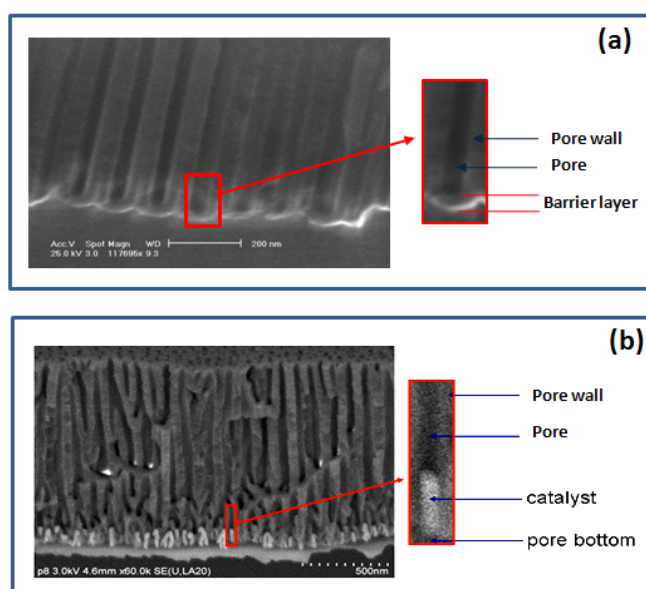 (a)
Pore wall
Pore
Barrier layer
Acc.V Spot Magn WD
200 nm
25.0 kV 3.0 117695x 9.3
(b)
Pore wall
Pore
catalyst
pore bottom
p8 3.0kV 4.6mm x60.0k SE(U,LA20)
500nm